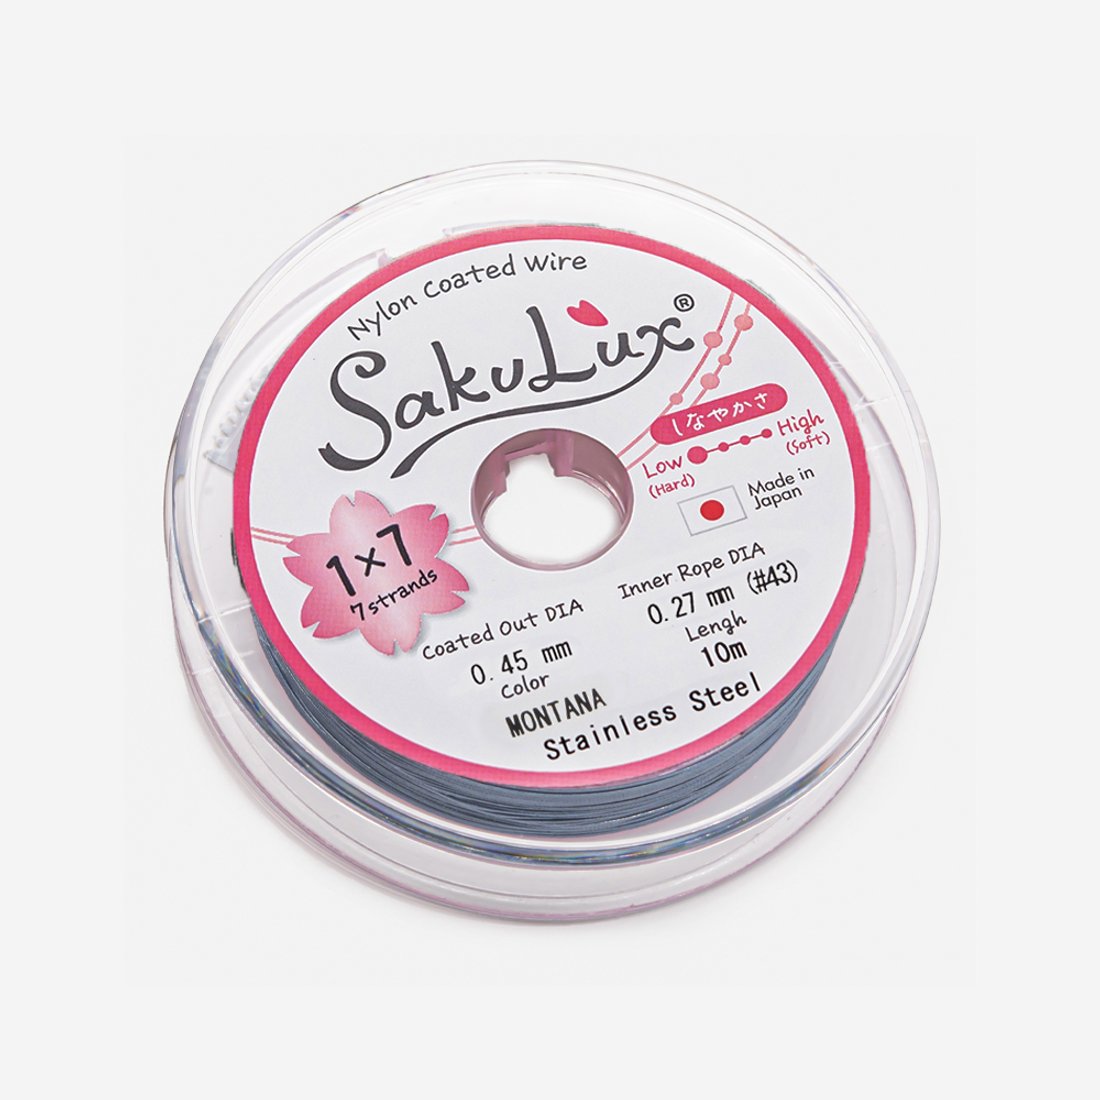 Nylon Coated Wire
SakuLux®
しなやかさ
Low High
(Hard) (Soft)
Made in
Japan
1×7
7 strands
Coated Out DIA
0.45 mm
Color
MONTANA
Inner Rope DIA
0.27 mm (#43)
Lengh
10m
Stainless Steel